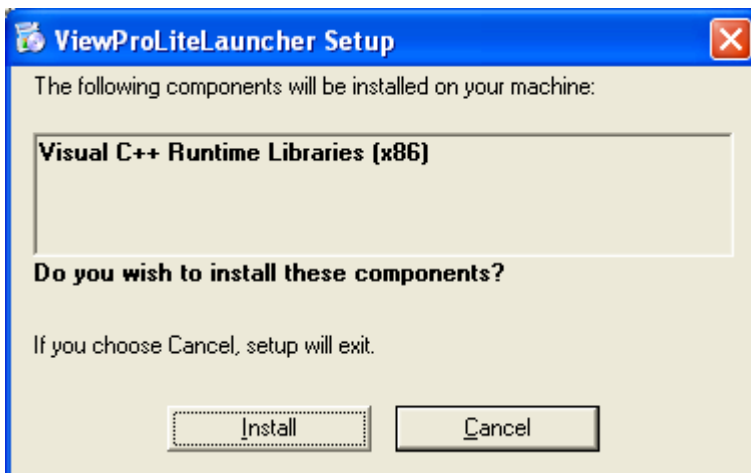 ViewProLiteLauncher Setup
The following components will be installed on your machine:
Visual C++ Runtime Libraries (x86)
Do you wish to install these components?
If you choose Cancel, setup will exit.
Install Cancel